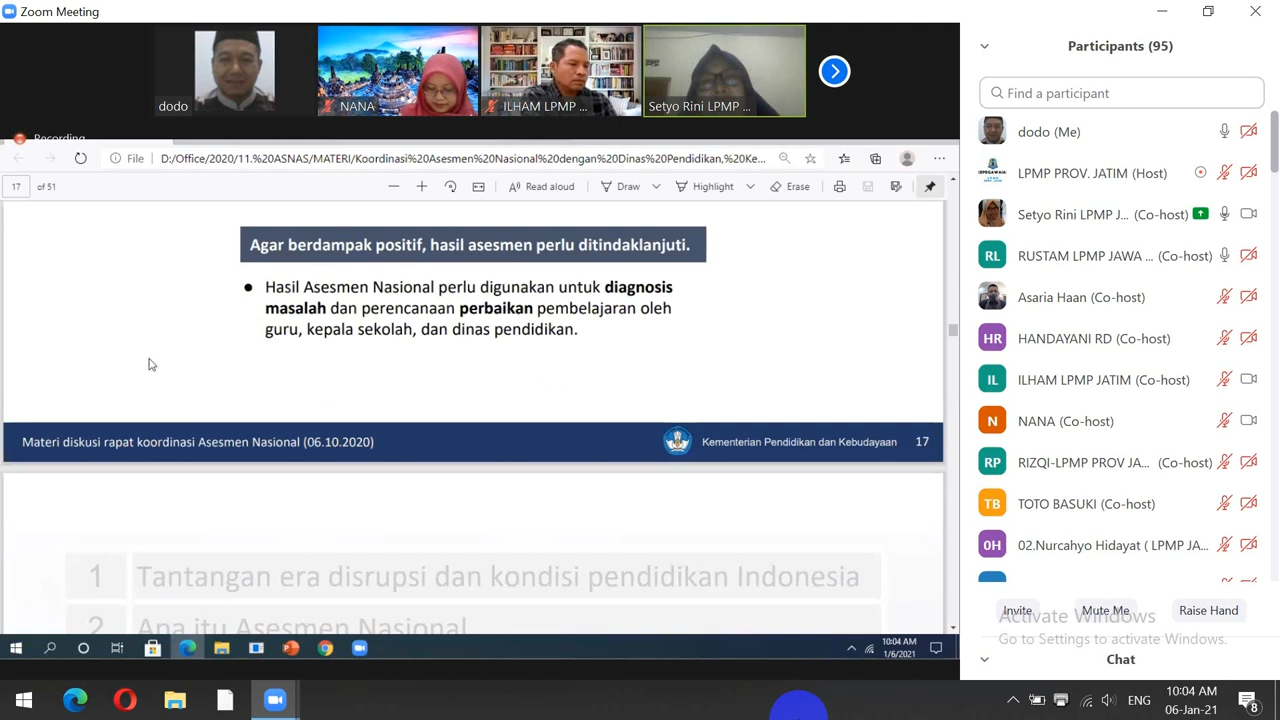 Zoom Meeting
dodo
NANA
ILHAM LPMP ...
Setyo Rini LPMP ...
Recording
File
D:/Office/2020/11.%20ASNAS/MATERI/Koordinasi%20Asesmen%20Nasional%20dengan%20Dinas%20Pendidikan,%20Ke...
17
of 51
Read aloud
Draw
Highlight
Erase
Agar berdampak positif, hasil asesmen perlu ditindaklanjuti.
● Hasil Asesmen Nasional perlu digunakan untuk diagnosis
masalah dan perencanaan perbaikan pembelajaran oleh
guru, kepala sekolah, dan dinas pendidikan.
Materi diskusi rapat koordinasi Asesmen Nasional (06.10.2020)
Kementerian Pendidikan dan Kebudayaan
17
1 Tantangan era disrupsi dan kondisi pendidikan Indonesia
2 Apa itu Asesmen Nasional
10:04 AM
1/6/2021
Participants (95)
Find a participant
dodo (Me)
LPMP PROV. JATIM (Host)
Setyo Rini LPMP J... (Co-host)
RL RUSTAM LPMP JAWA ... (Co-host)
Asaria Haan (Co-host)
HR HANDAYANI RD (Co-host)
IL ILHAM LPMP JATIM (Co-host)
N NANA (Co-host)
RP RIZQI-LPMP PROV JA... (Co-host)
TB TOTO BASUKI (Co-host)
0H 02.Nurcahyo Hidayat ( LPMP JA...
Invite
Mute Me
Raise Hand
Activate Windows
Go to Settings to activate Windows.
Chat
ENG
10:04 AM
06-Jan-21
8